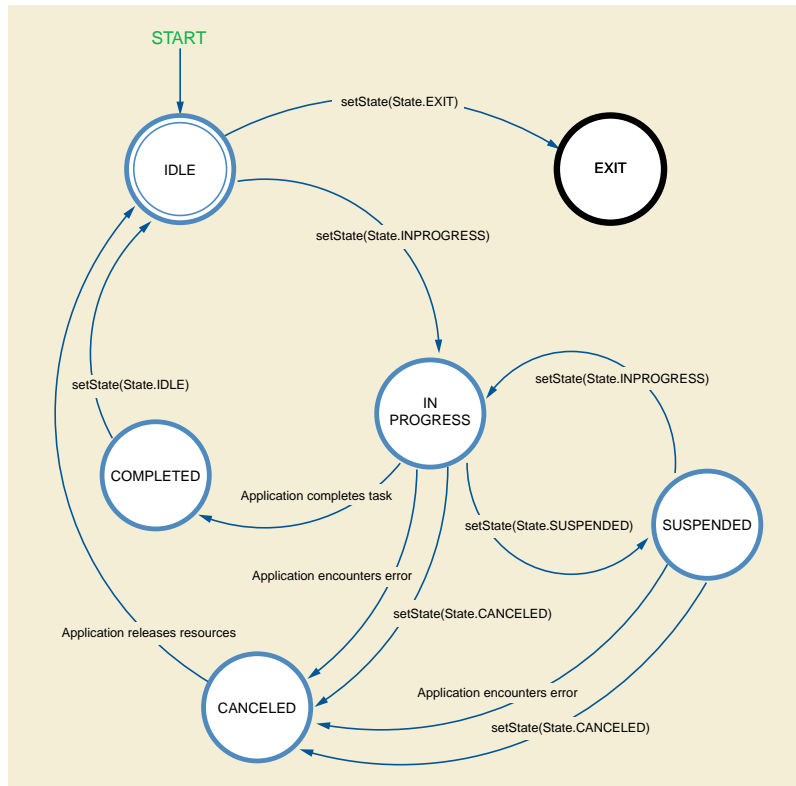 START
setState(State.EXIT)
IDLE
EXIT
setState(State.INPROGRESS)
setState(State.INPROGRESS)
setState(State.IDLE)
IN
PROGRESS
COMPLETED
Application completes task
setState(State.SUSPENDED)
SUSPENDED
Application encounters error
setState(State.CANCELED)
Application releases resources
Application encounters error
CANCELED
setState(State.CANCELED)